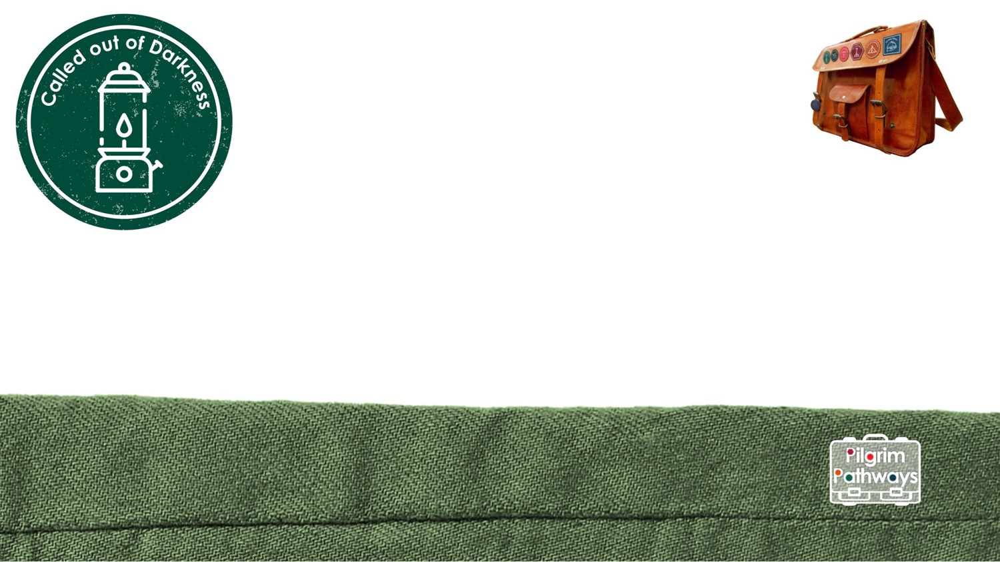 Called out of Darkness
Pilgrim
Pathways